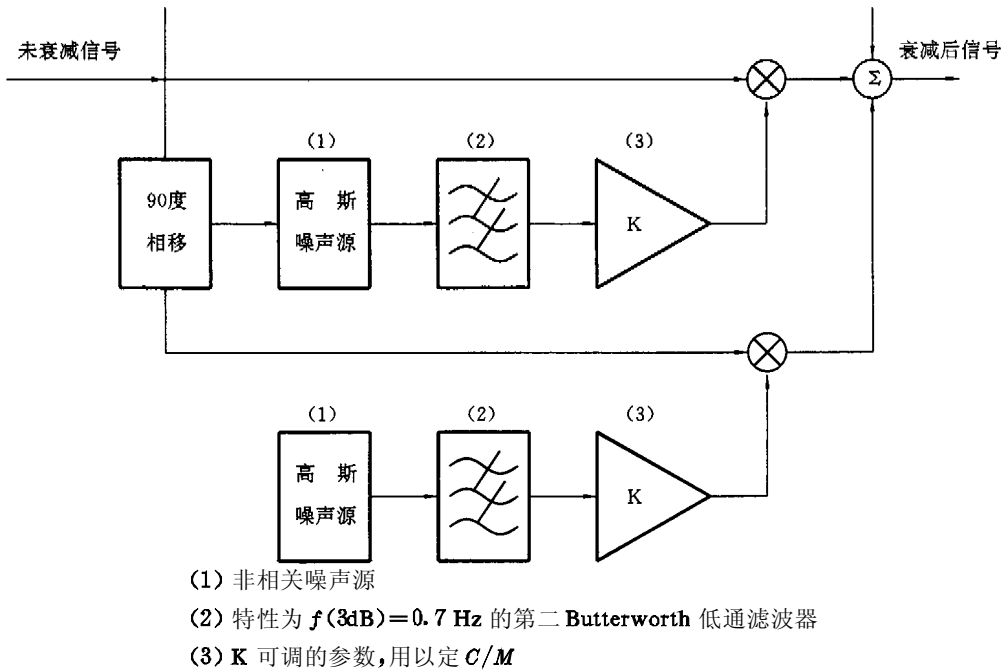 未衰减信号
衰减后信号
Σ
(1)
(2)
(3)
90度
相移
高 斯
噪声源
K
(1)
(2)
(3)
高 斯
噪声源
K
(1) 非相关噪声源
(2) 特性为 f(3dB)=0.7 Hz 的第二 Butterworth 低通滤波器
(3) K 可调的参数,用以定 C/M